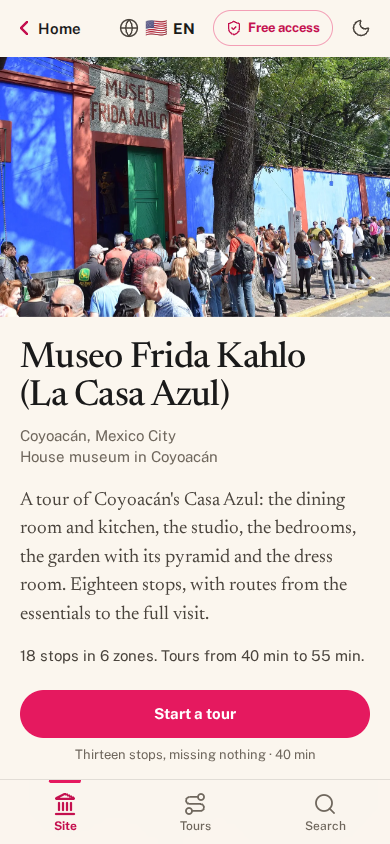 Home
EN
Free access
MUSEO
FRIDA KAHLO
Museo Frida Kahlo
(La Casa Azul)
Coyoacán, Mexico City
House museum in Coyoacán
A tour of Coyoacán's Casa Azul: the dining
room and kitchen, the studio, the bedrooms,
the garden with its pyramid and the dress
room. Eighteen stops, with routes from the
essentials to the full visit.
18 stops in 6 zones. Tours from 40 min to 55 min.
Start a tour
Thirteen stops, missing nothing · 40 min
Site
Tours
Search